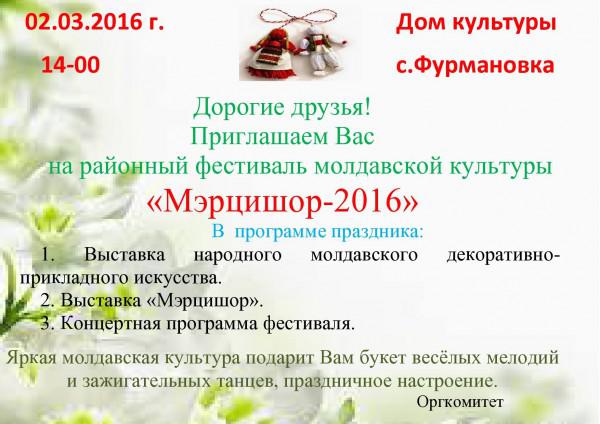 02.03.2016 г.
14-00
Дом культуры
с.Фурмановка
Дорогие друзья!
Приглашаем Вас
на районный фестиваль молдавской культуры
«Мэрцишор-2016»
В программе праздника:
1. Выставка народного молдавского декоративно-
прикладного искусства.
2. Выставка «Мэрцишор».
3. Концертная программа фестиваля.
Яркая молдавская культура подарит Вам букет весёлых мелодий
и зажигательных танцев, праздничное настроение.
Оргкомитет